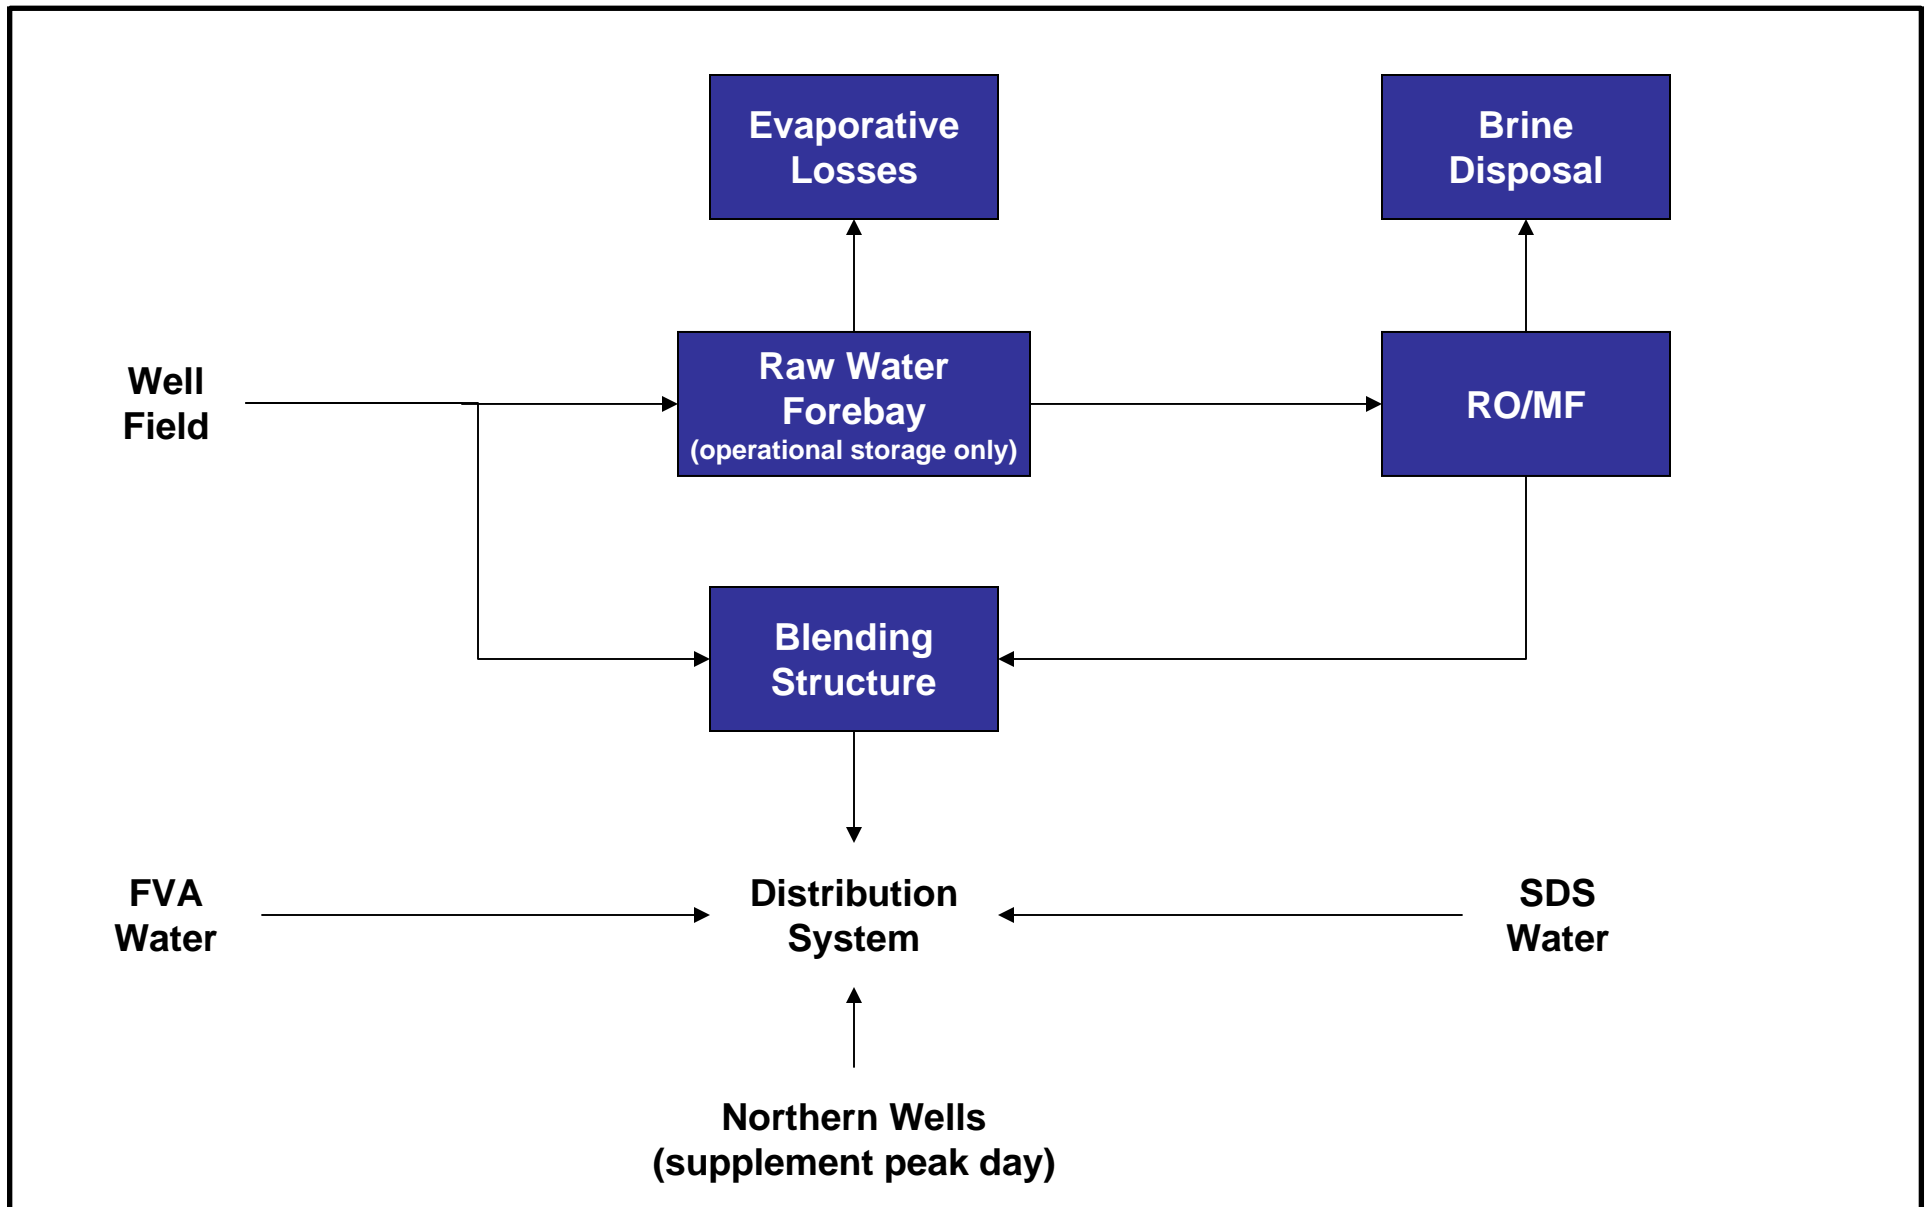 Evaporative
Losses
Brine
Disposal
Well
Field
Raw Water
Forebay
(operational storage only)
RO/MF
Blending
Structure
FVA
Water
Distribution
System
SDS
Water
Northern Wells
(supplement peak day)